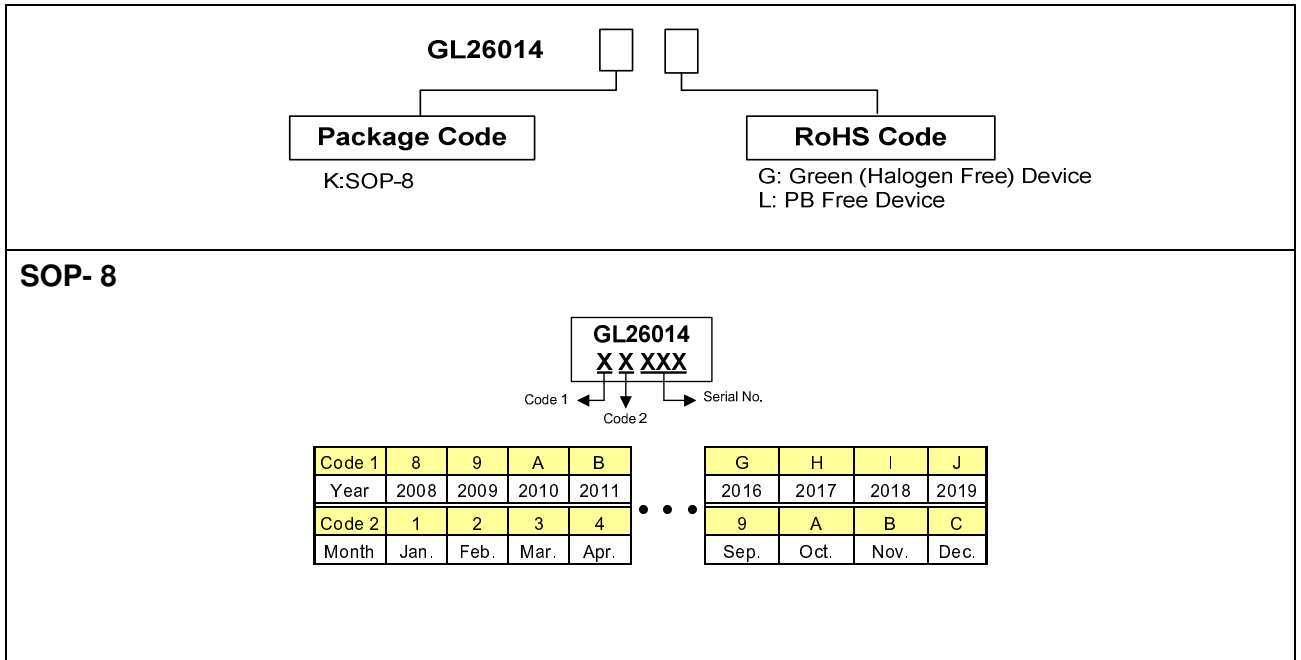 GL26014
Package Code
RoHS Code
K:SOP-8
G: Green (Halogen Free) Device
L: PB Free Device
SOP- 8
GL26014
X X XXX
Code 1
Serial No.
Code 2
Code 1 8 9 A B G H I J
Year 2008 2009 2010 2011 2016 2017 2018 2019
Code 2 1 2 3 4 9 A B C
Month Jan. Feb. Mar. Apr. Sep. Oct. Nov. Dec.